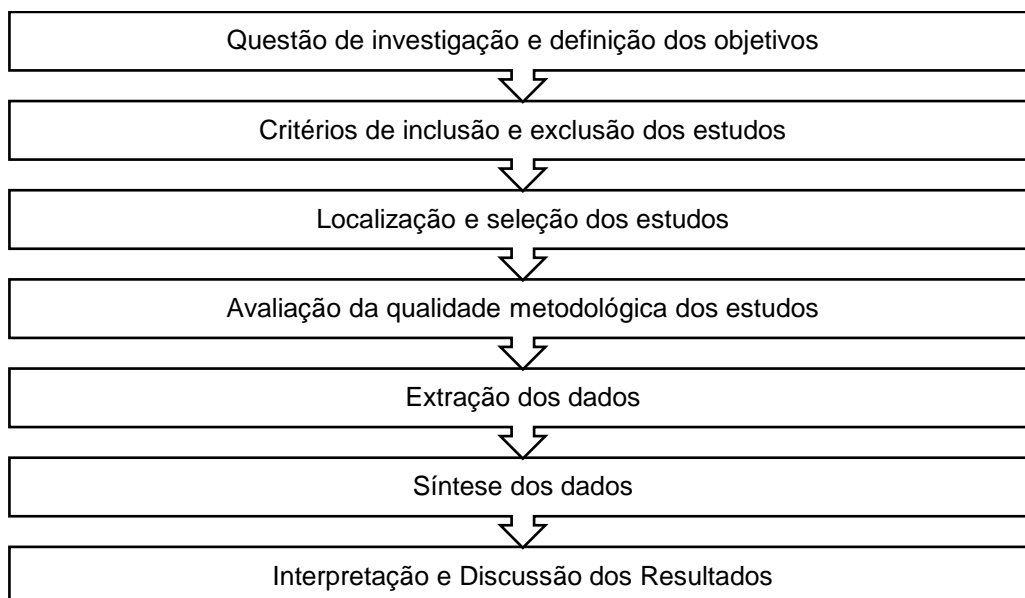 Questão de investigação e definição dos objetivos
Critérios de inclusão e exclusão dos estudos
Localização e seleção dos estudos
Avaliação da qualidade metodológica dos estudos
Extração dos dados
Síntese dos dados
Interpretação e Discussão dos Resultados